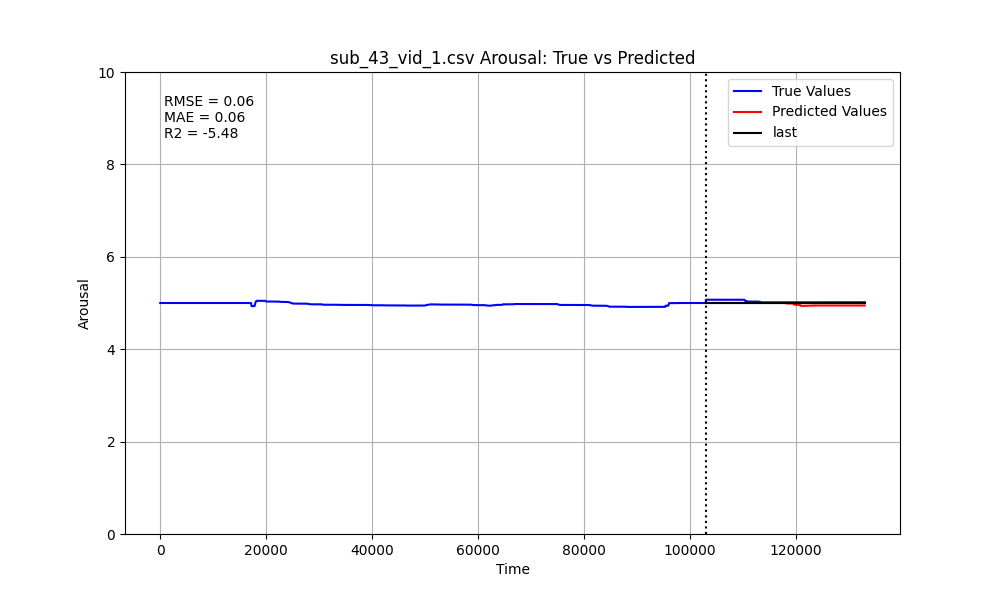 sub_43_vid_1.csv Arousal: True vs Predicted
RMSE = 0.06
MAE = 0.06
R2 = -5.48
True Values
Predicted Values
last
Arousal
10
8
6
4
2
0
0 20000 40000 60000 80000 100000 120000
Time